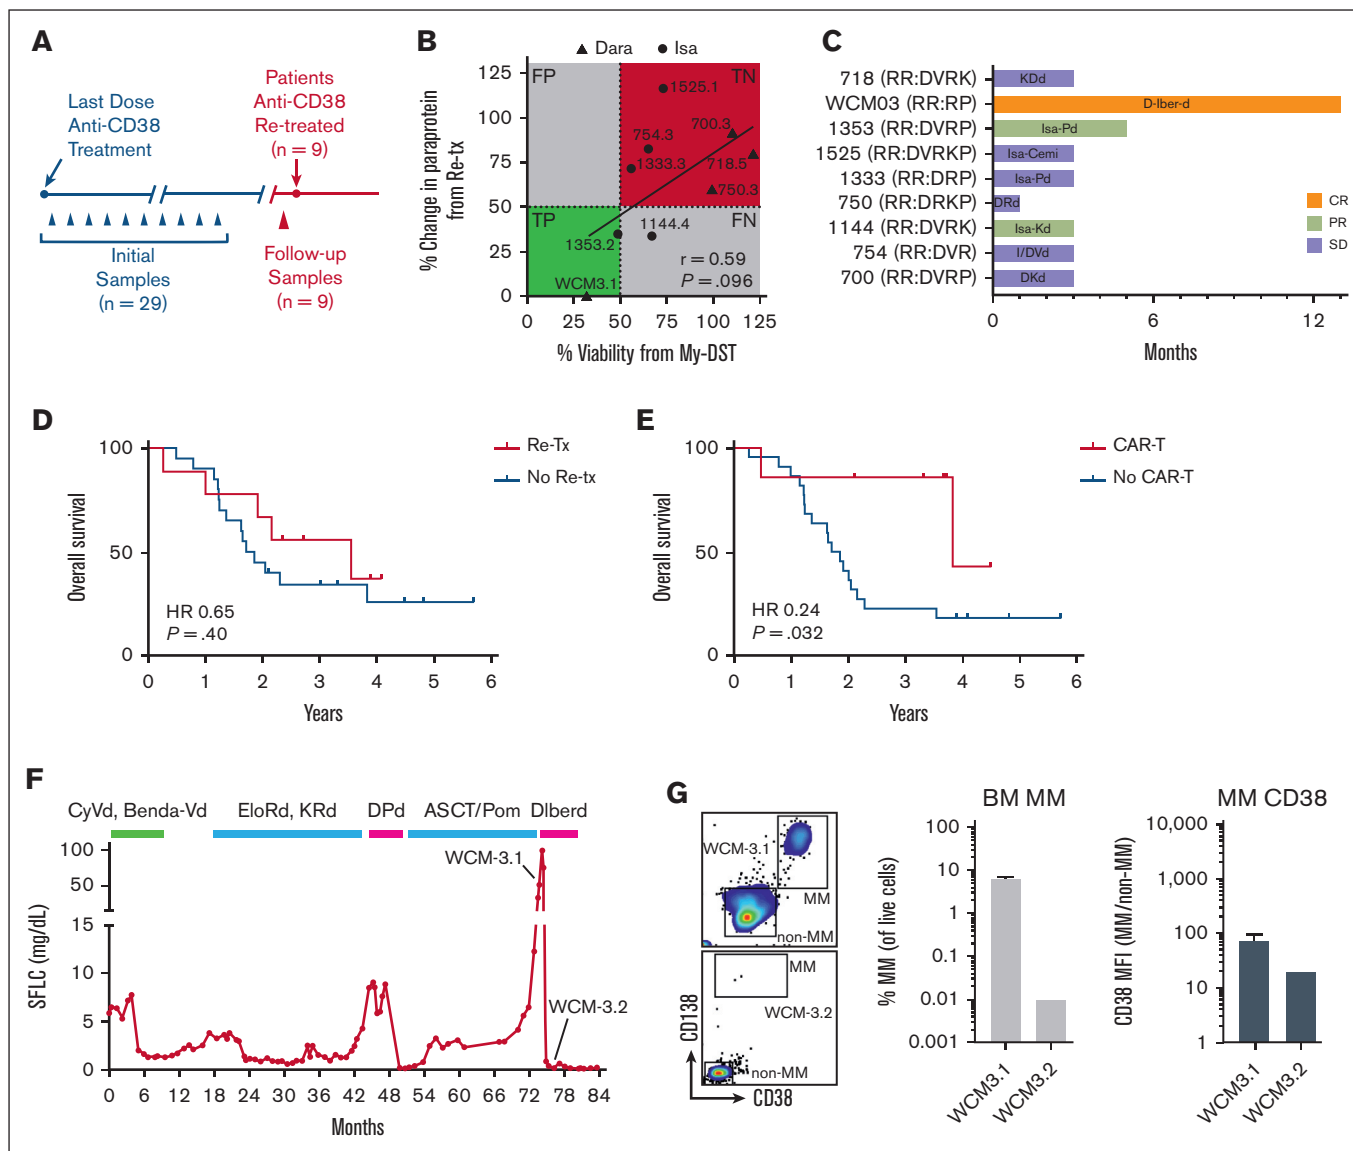 A
Last Dose
Anti-CD38
Treatment
Patients
Anti-CD38
Re-treated
(n = 9)
Initial
Samples
(n = 29)
Follow-up
Samples
(n = 9)
B
Dara
Isa
% Change in paraprotein
from Re-tx
125
100
75
50
25
0
FP
TN
TP
FN
1525.1
700.3
754.3
1333.3
718.5
750.3
1144.4
1353.2
WCM3.1
r = 0.59
P = .096
0
25
50
75
100
125
% Viability from My-DST
C
718 (RR:DVRK)
KDd
WCM03 (RR:RP)
D-Iber-d
1353 (RR:DVRP)
Isa-Pd
1525 (RR:DVRKP)
Isa-Cemi
1333 (RR:DRP)
Isa-Pd
750 (RR:DRKP)
DRd
1144 (RR:DVRK)
Isa-Kd
754 (RR:DVR)
I/DVd
700 (RR:DVRP)
DKd
CR
PR
SD
0
6
12
Months
D
Overall survival
100
50
0
Re-Tx
No Re-tx
HR 0.65
P = .40
0
1
2
3
4
5
6
Years
E
Overall survival
100
50
0
CAR-T
No CAR-T
HR 0.24
P = .032
0
1
2
3
4
5
6
Years
F
CyVd, Benda-Vd
EloRd, KRd
DPd
ASCT/Pom
DIberd
SFLC (mg/dL)
100
50
15
10
5
0
WCM-3.1
WCM-3.2
0
6
12
18
24
30
36
42
48
54
60
66
72
78
84
Months
G
WCM-3.1
MM
non-MM
MM
WCM-3.2
non-MM
CD138
CD38
BM MM
% MM (of live cells)
100
10
1
0.1
0.01
0.001
WCM3.1
WCM3.2
MM CD38
CD38 MFI (MM/non-MM)
10,000
1,000
100
10
1
WCM3.1
WCM3.2